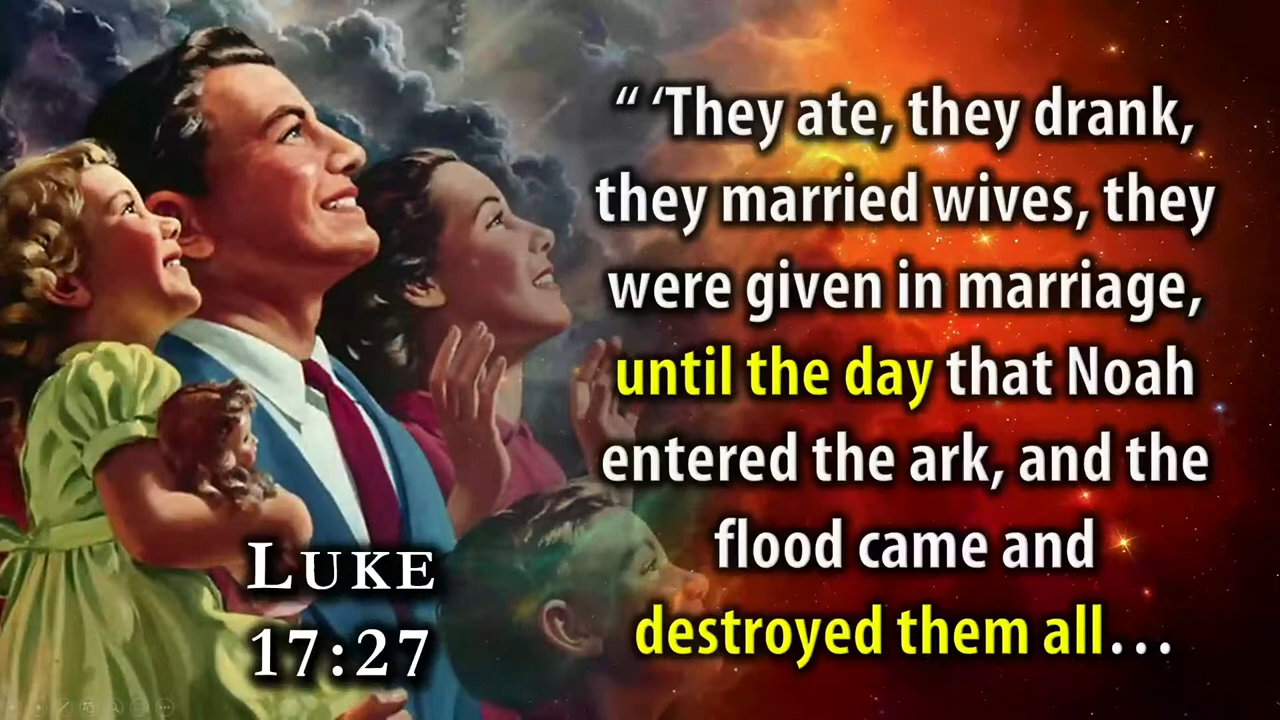 “ ‘They ate, they drank,
they married wives, they
were given in marriage,
until the day that Noah
entered the ark, and the
flood came and
destroyed them all...
LUKE
17:27